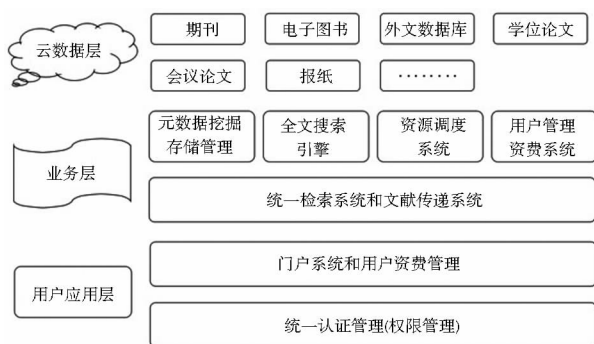 云数据层
期刊
电子图书
外文数据库
学位论文
会议论文
报纸
········
业务层
元数据挖掘
存储管理
全文搜索
引擎
资源调度
系统
用户管理
资费系统
统一检索系统和文献传递系统
用户应用层
门户系统和用户资费管理
统一认证管理(权限管理)